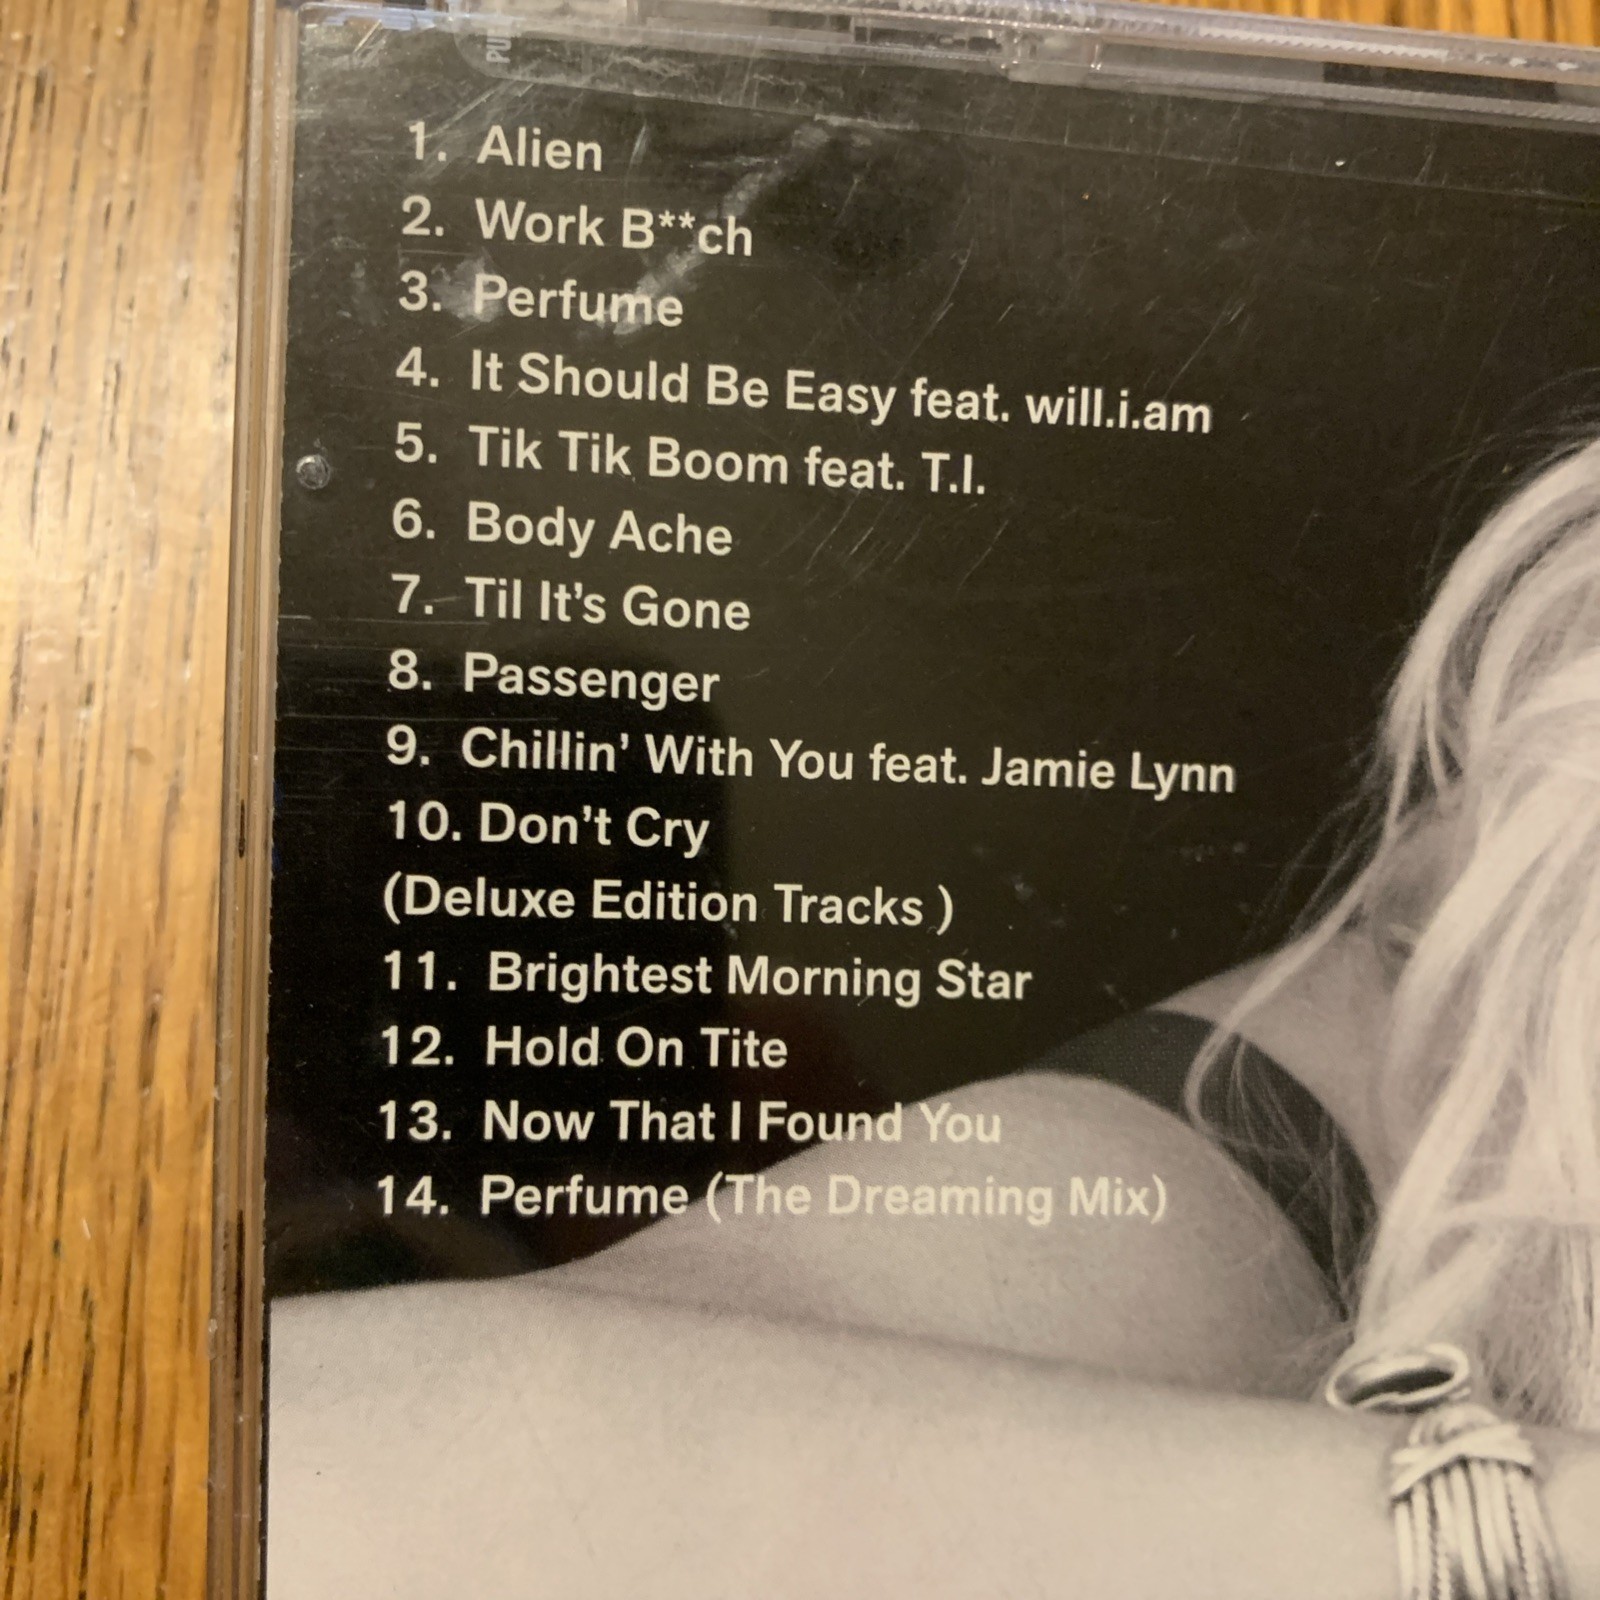 PU
1. Alien
2. Work B**ch
3. Perfume
4. It Should Be Easy feat. will.i.am
5. Tik Tik Boom feat. T.I.
6. Body Ache
7. Til It's Gone
8. Passenger
9. Chillin' With You feat. Jamie Lynn
10. Don't Cry
(Deluxe Edition Tracks )
11. Brightest Morning Star
12. Hold On Tite
13. Now That I Found You
14. Perfume (The Dreaming Mix)